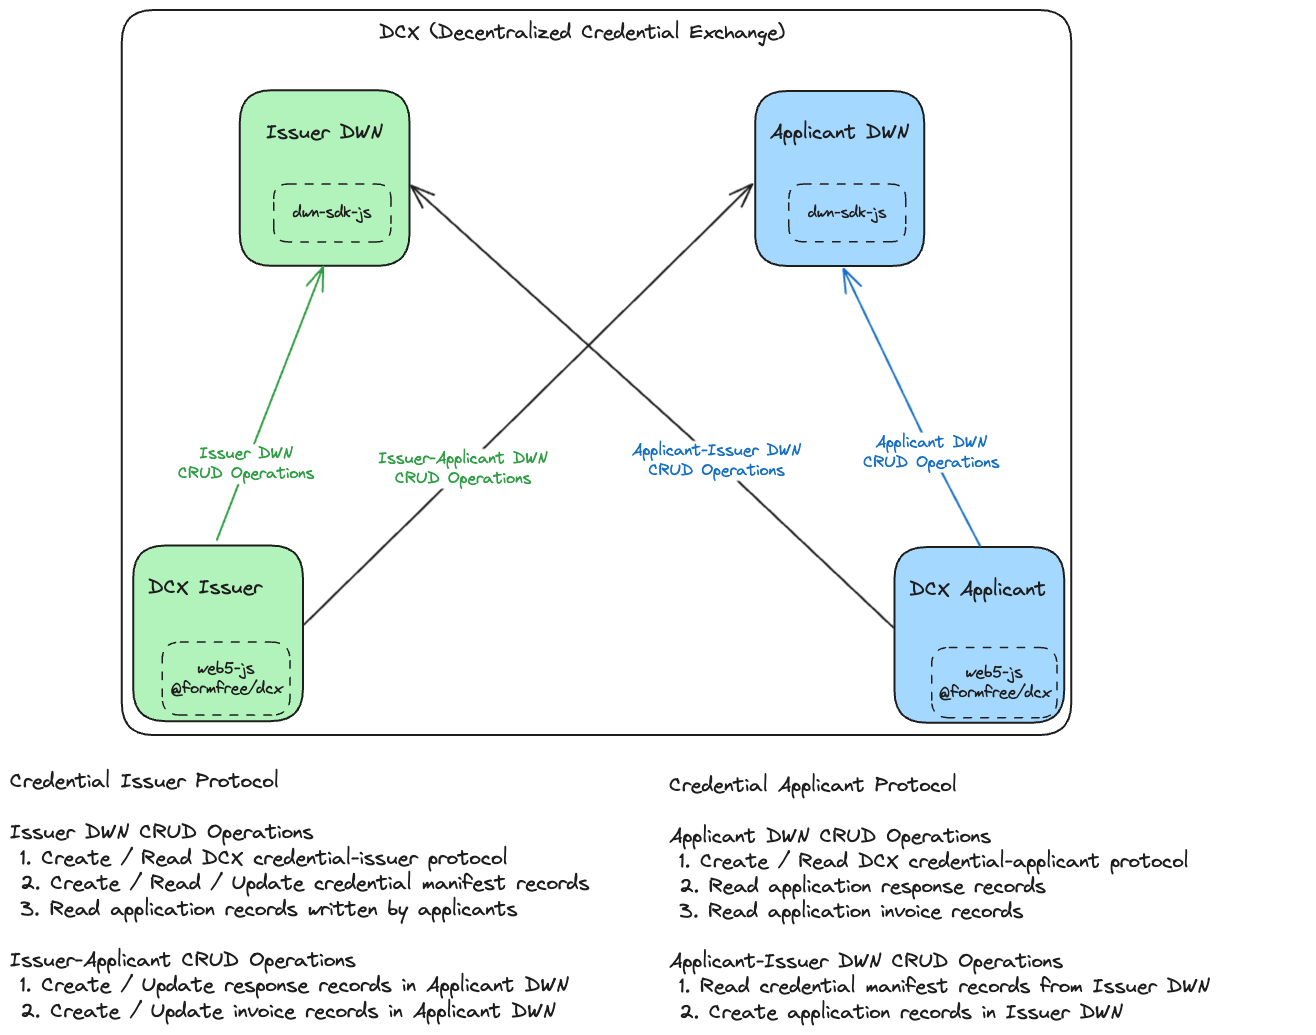 DCX (Decentralized Credential Exchange)
Issuer DWN
dwn-sdk-js
Applicant DWN
dwn-sdk-js
Issuer DWN
CRUD Operations
Issuer-Applicant DWN
CRUD Operations
Applicant-Issuer DWN
CRUD Operations
Applicant DWN
CRUD Operations
DCX Issuer
web5-js
@formfree/dcx
DCX Applicant
web5-js
@formfree/dcx
Credential Issuer Protocol
Issuer DWN CRUD Operations
1. Create / Read DCX credential-issuer protocol
2. Create / Read / Update credential manifest records
3. Read application records written by applicants
Issuer-Applicant CRUD Operations
1. Create / Update response records in Applicant DWN
2. Create / Update invoice records in Applicant DWN
Credential Applicant Protocol
Applicant DWN CRUD Operations
1. Create / Read DCX credential-applicant protocol
2. Read application response records
3. Read application invoice records
Applicant-Issuer DWN CRUD Operations
1. Read credential manifest records from Issuer DWN
2. Create application records in Issuer DWN